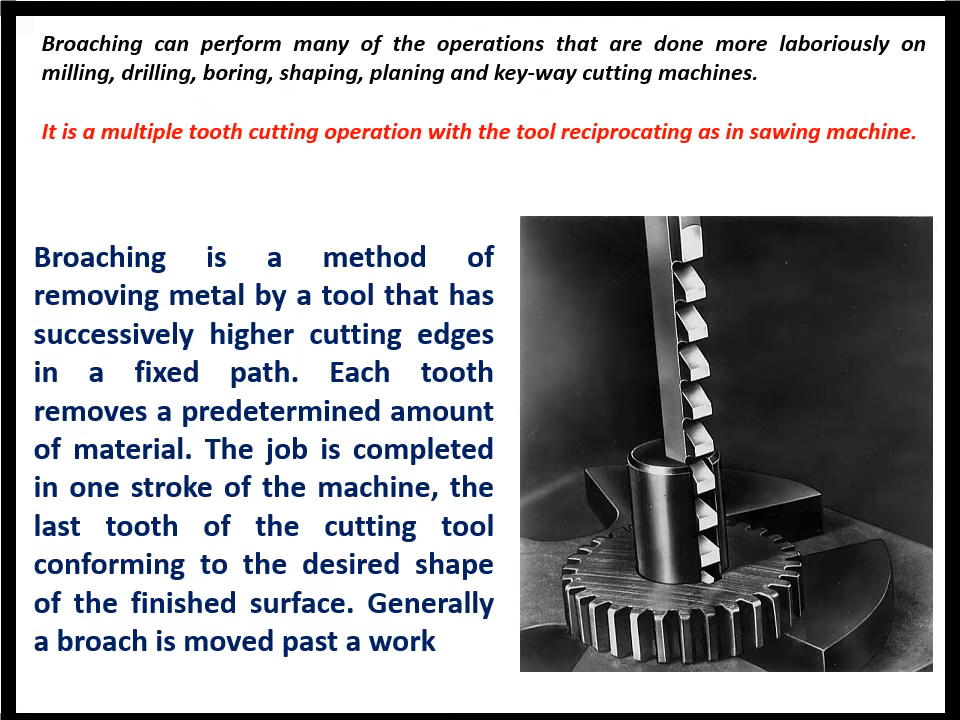 Broaching can perform many of the operations that are done more laboriously on
milling, drilling, boring, shaping, planing and key-way cutting machines.
It is a multiple tooth cutting operation with the tool reciprocating as in sawing machine.
Broaching is a method of
removing metal by a tool that has
successively higher cutting edges
in a fixed path. Each tooth
removes a predetermined amount
of material. The job is completed
in one stroke of the machine, the
last tooth of the cutting tool
conforming to the desired shape
of the finished surface. Generally
a broach is moved past a work